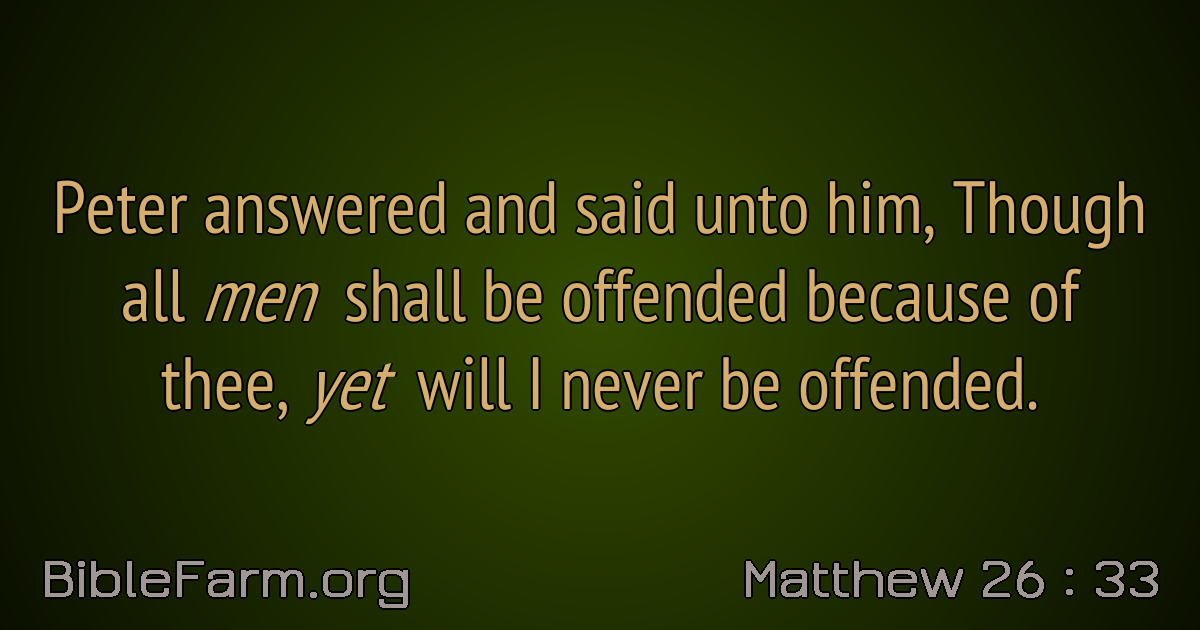 Peter answered and said unto him, Though
all men shall be offended because of
thee, yet will I never be offended.
BibleFarm.org
Matthew 26 : 33